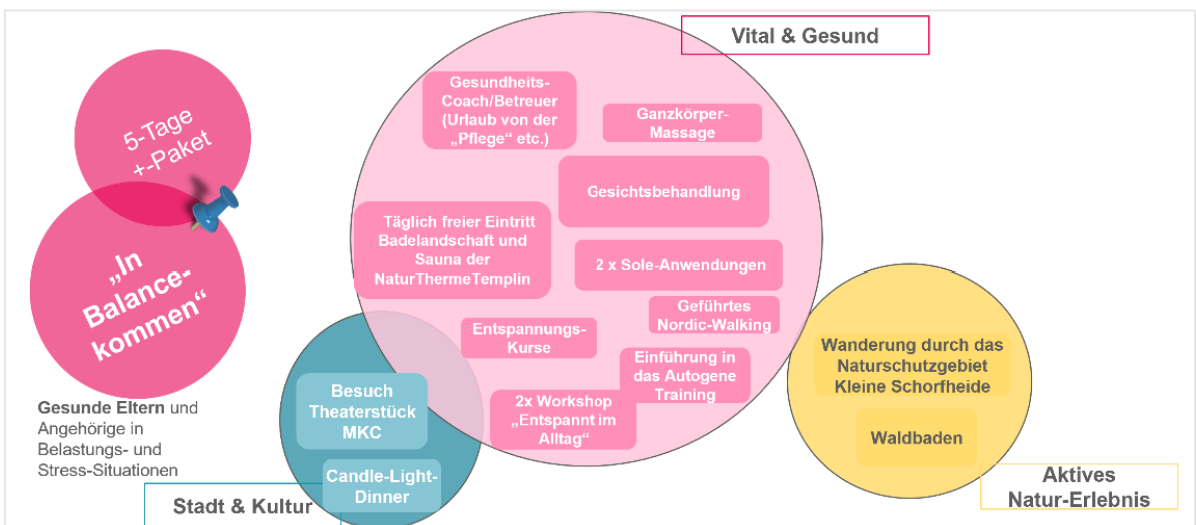 5-Tage
+-Paket
„In
Balance-
kommen“
Gesunde Eltern und
Angehörige in
Belastungs- und
Stress-Situationen
Vital & Gesund
Gesundheits-
Coach/Betreuer
(Urlaub von der
„Pflege“ etc.)
Ganzkörper-
Massage
Gesichtsbehandlung
Täglich freier Eintritt
Badelandschaft und
Sauna der
NaturThermeTemplin
2 x Sole-Anwendungen
Geführtes
Nordic-Walking
Entspannungs-
Kurse
Einführung in
das Autogene
Training
2x Workshop
„Entspannt im
Alltag“
Besuch
Theaterstück
MKC
Candle-Light-
Dinner
Stadt & Kultur
Wanderung durch das
Naturschutzgebiet
Kleine Schorfheide
Waldbaden
Aktives
Natur-Erlebnis